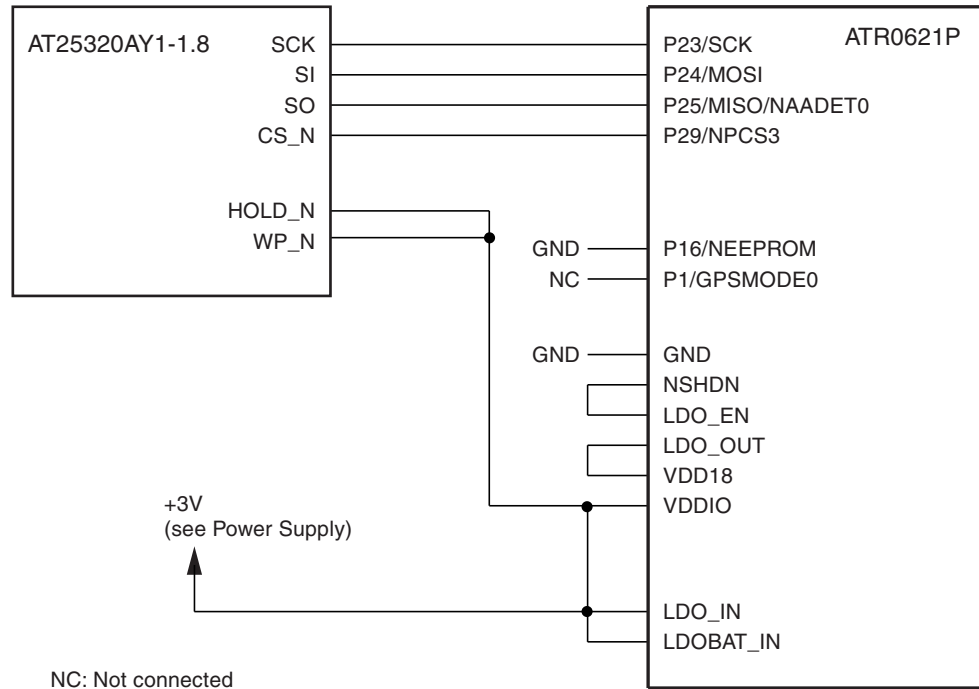 AT25320AY1-1.8
SCK
SI
SO
CS_N
HOLD_N
WP_N
ATR0621P
P23/SCK
P24/MOSI
P25/MISO/NAADET0
P29/NPCS3
GND
P16/NEEPROM
NC
P1/GPSMODE0
GND
GND
NSHDN
LDO_EN
LDO_OUT
VDD18
VDDIO
+3V
(see Power Supply)
LDO_IN
LDOBAT_IN
NC: Not connected